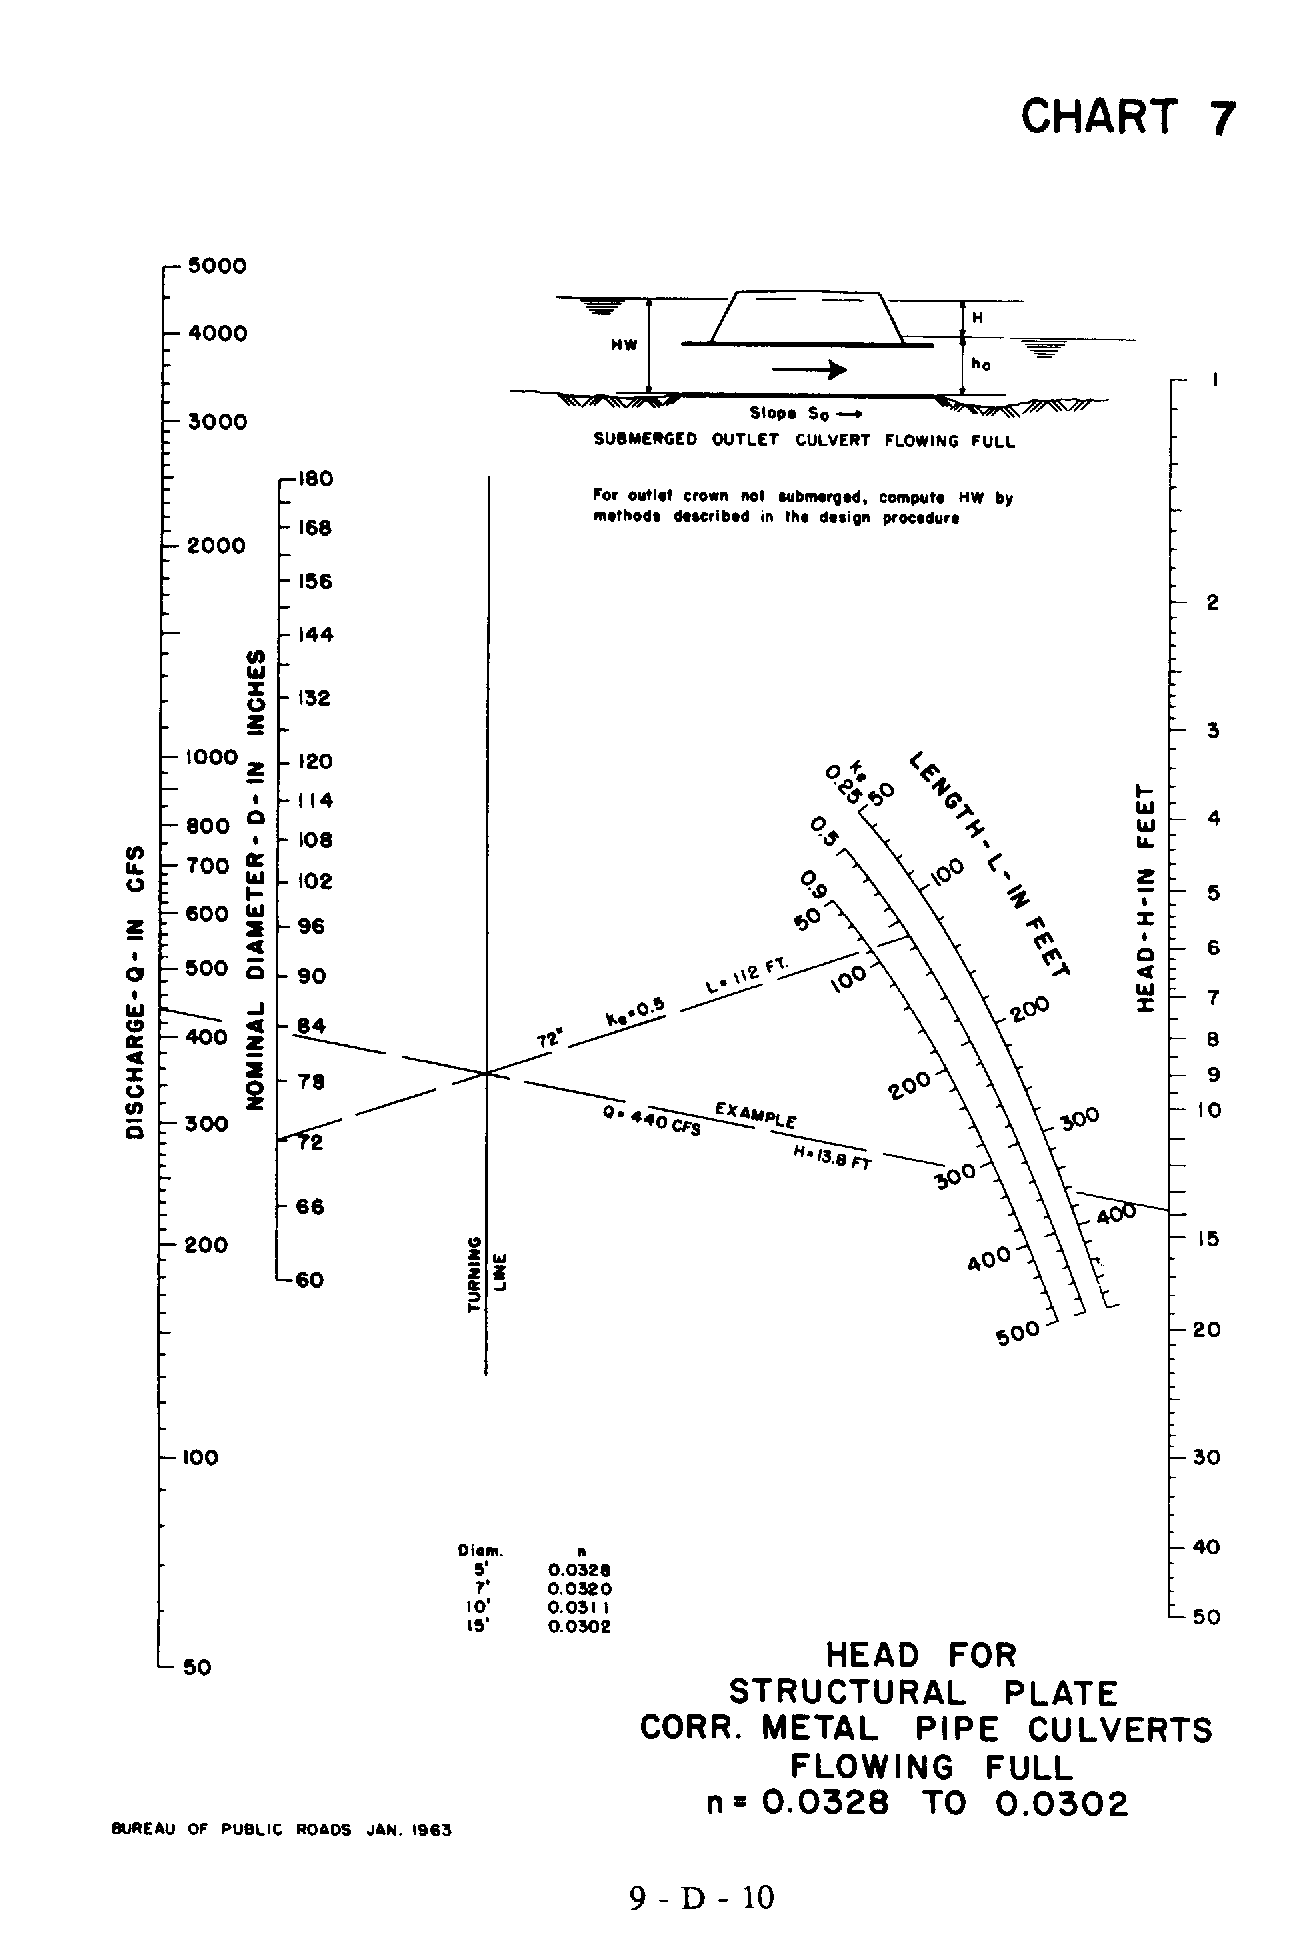 CHART 7
5000
4000
3000
2000
1000
800
700
600
500
400
300
200
100
50
DISCHARGE - Q - IN CFS
180
168
156
144
132
120
114
108
102
96
90
84
78
72
66
60
NOMINAL DIAMETER - D - IN INCHES
HW
H
ho
Slope So
SUBMERGED OUTLET CULVERT FLOWING FULL
For outlet crown not submerged, compute HW by
methods described in the design procedure
TURNING
LINE
72"
ke=0.5
L=112 FT.
EXAMPLE
Q=440 CFS
H=13.8 FT
ke
0.25
0.5
0.9
50
100
200
300
400
50
100
200
300
400
500
LENGTH - L - IN FEET
HEAD - H - IN FEET
1
2
3
4
5
6
7
8
9
10
15
20
30
40
50
Diam. n
5' 0.0328
7' 0.0320
10' 0.0311
15' 0.0302
HEAD FOR
STRUCTURAL PLATE
CORR. METAL PIPE CULVERTS
FLOWING FULL
n = 0.0328 TO 0.0302
BUREAU OF PUBLIC ROADS JAN. 1963
9 - D - 10